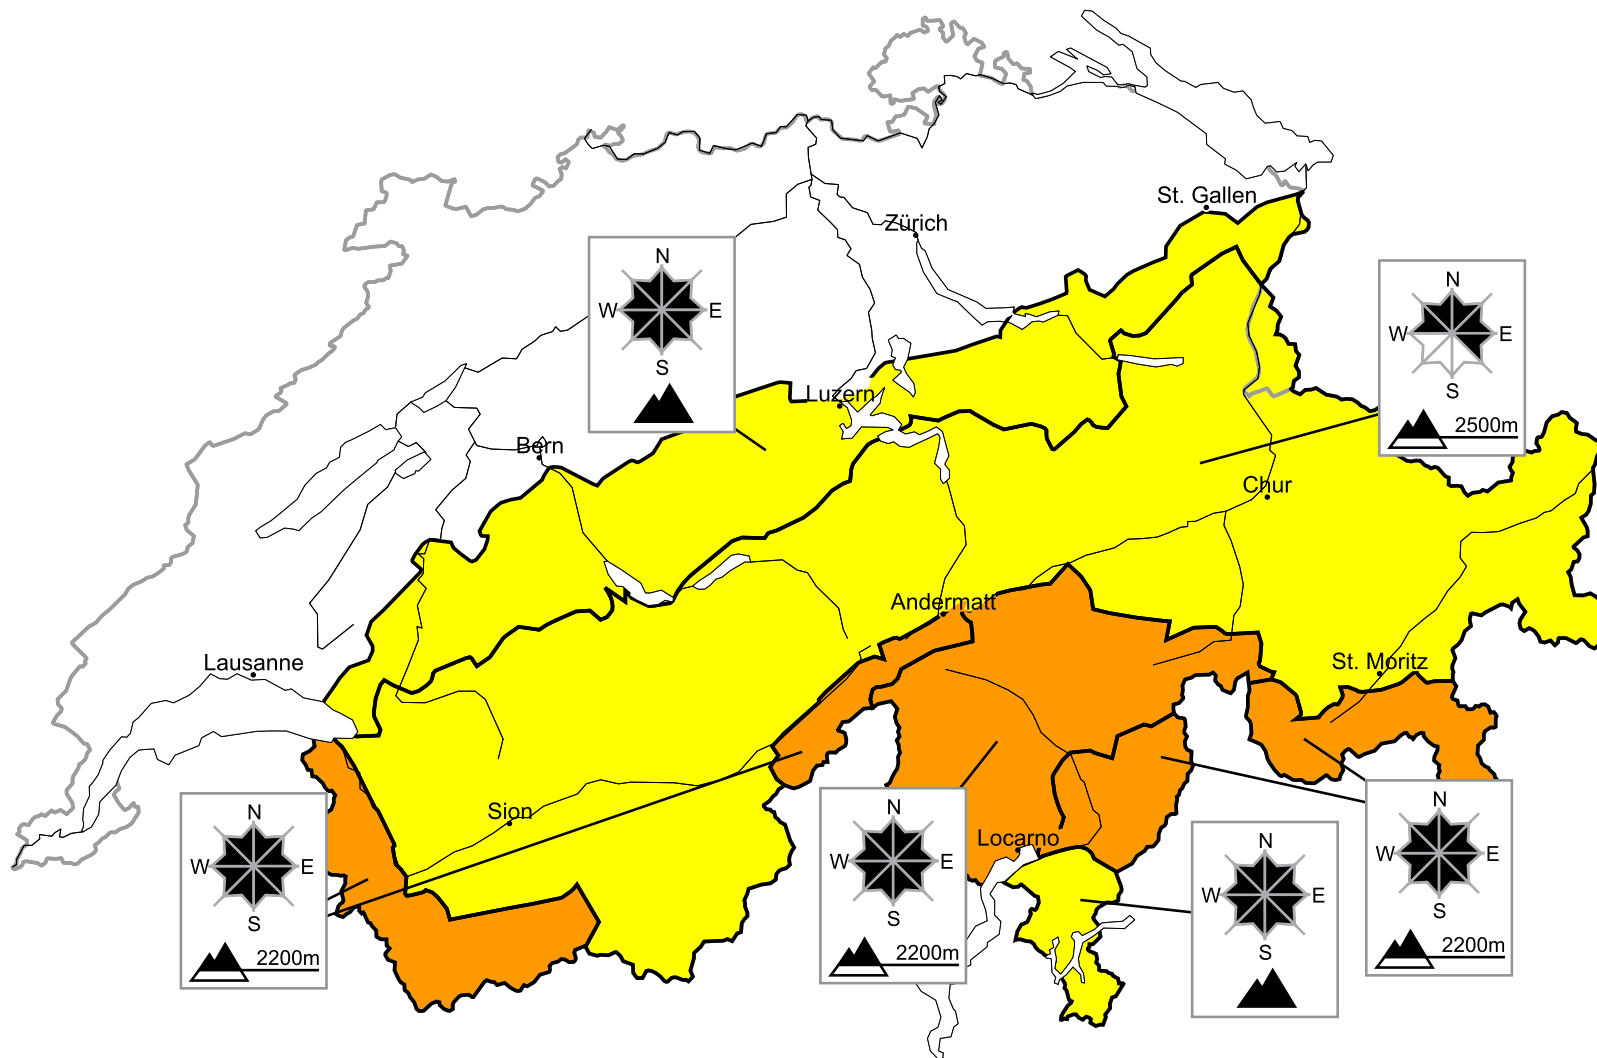 St. Gallen
Zürich
N
W E
S
N
W E
S
2500m
Luzern
Bern
Chur
Andermatt
Lausanne
St. Moritz
Sion
Locarno
N
W E
S
2200m
N
W E
S
2200m
N
W E
S
N
W E
S
2200m